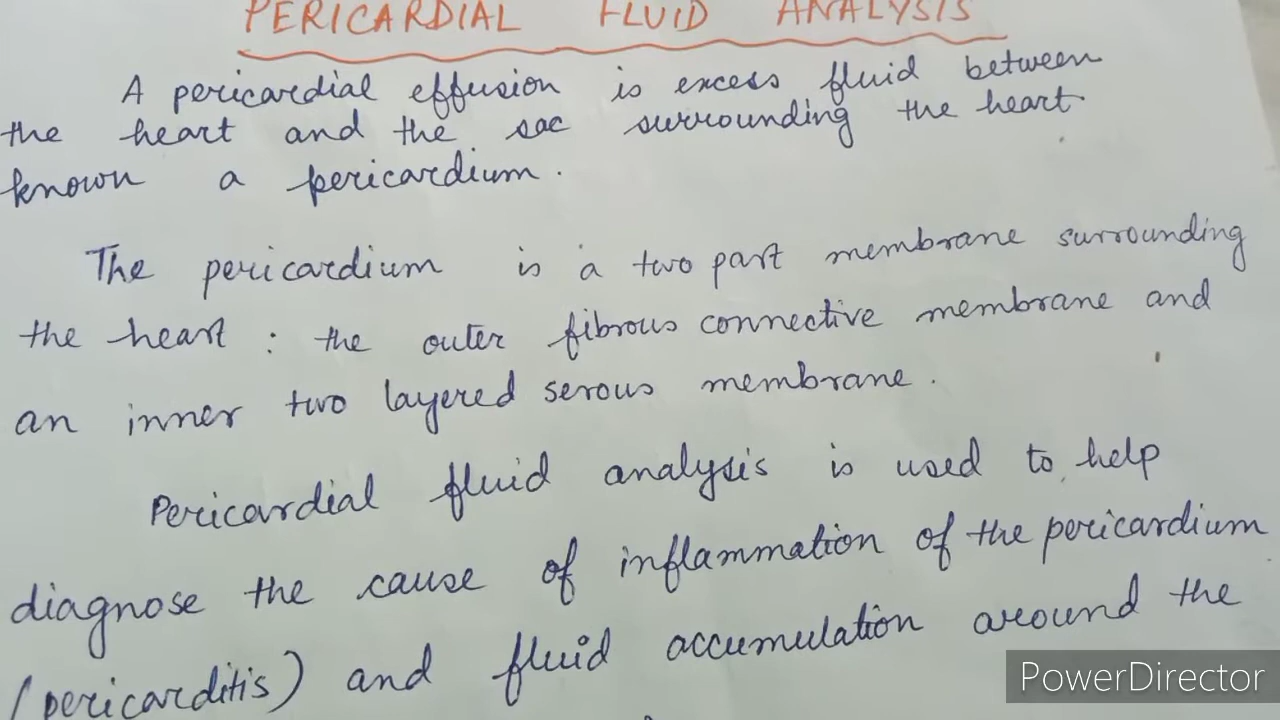 PERICARDIAL FLUID ANALYSIS
A pericardial effusion is excess fluid between
the heart and the sac surrounding the heart
known a pericardium.
The pericardium is a two part membrane surrounding
the heart : the outer fibrous connective membrane and
an inner two layered serous membrane.
Pericardial fluid analysis is used to help
diagnose the cause of inflammation of the pericardium
(pericarditis) and fluid accumulation around the
PowerDirector